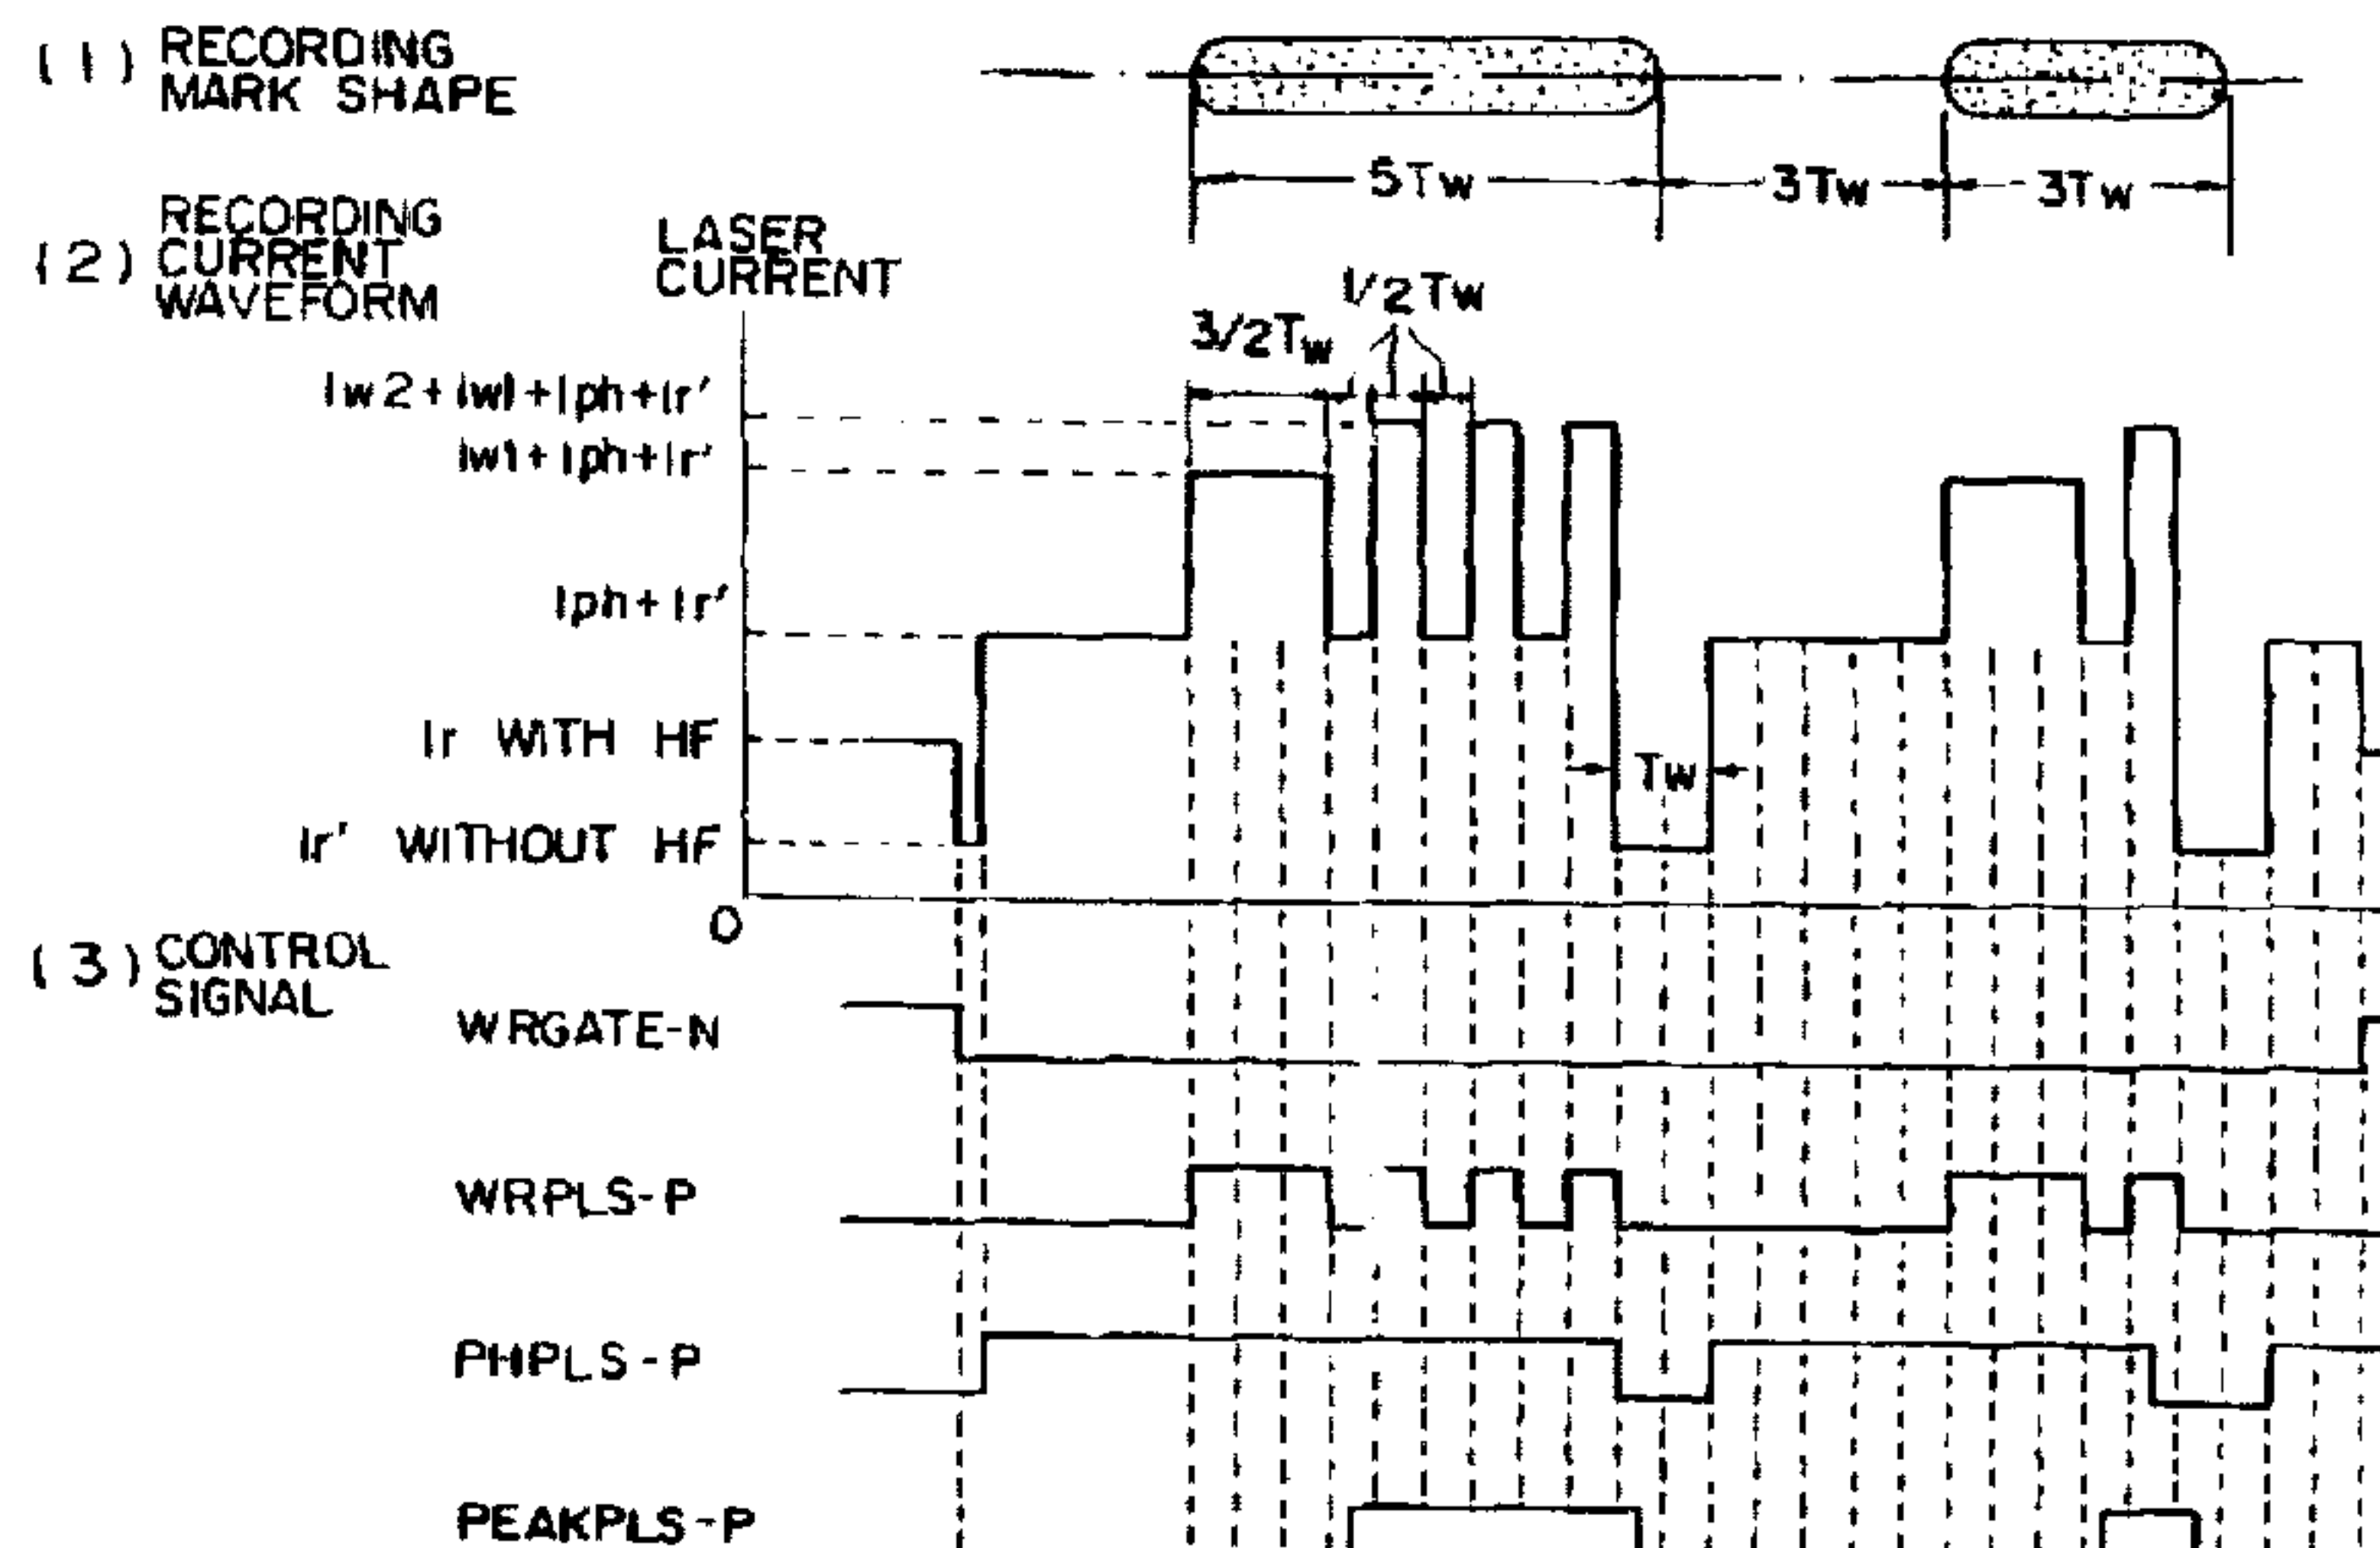 (1) RECORDING
MARK SHAPE
5Tw
3Tw
3Tw
(2) RECORDING
CURRENT
WAVEFORM
LASER
CURRENT
1/2Tw
3/2Tw
Iw2+Iw1+Iph+Ir'
Iw1+Iph+Ir'
Iph+Ir'
Ir WITH HF
Tw
Ir' WITHOUT HF
0
(3) CONTROL
SIGNAL
WRGATE-N
WRPLS-P
PHPLS-P
PEAKPLS-P